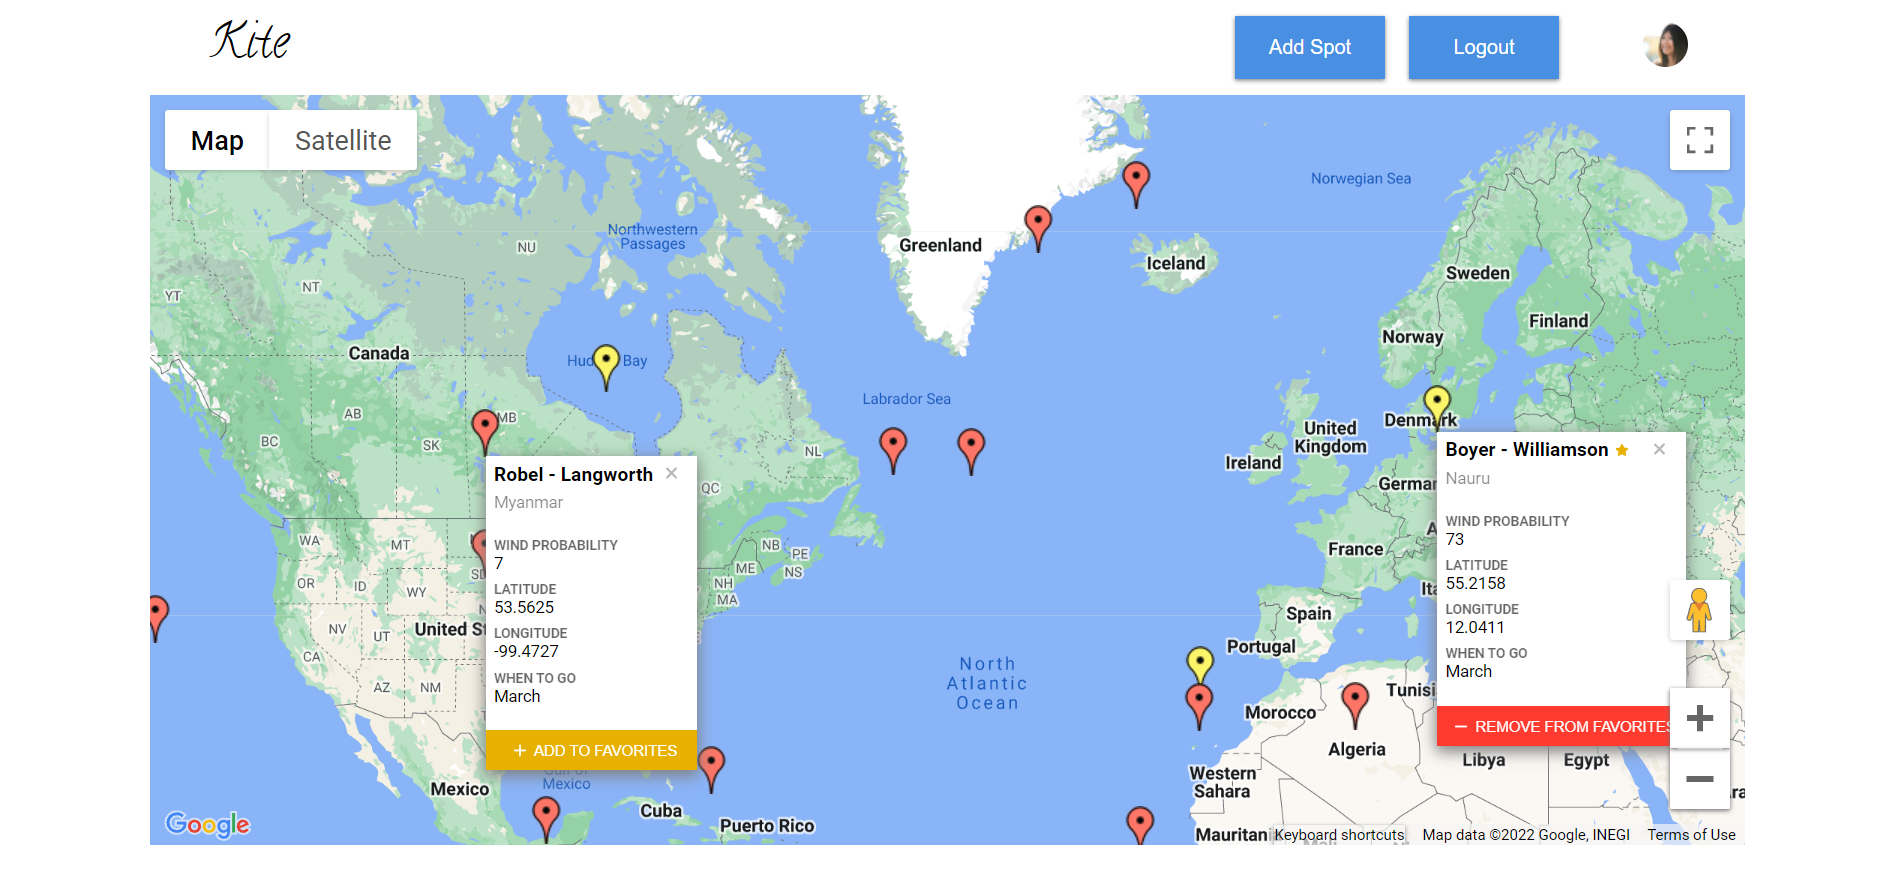 Kite
Add Spot
Logout
Map
Satellite
Norwegian Sea
Northwestern
Passages
NU
Greenland
Iceland
Sweden
NT
YT
Finland
Norway
Canada
Bay
Labrador Sea
AB
MB
Denmark
BC
SK
United
Kingdom
NL
Ireland
Robel - Langworth
Myanmar
WIND PROBABILITY
7
LATITUDE
53.5625
LONGITUDE
-99.4727
WHEN TO GO
March
ADD TO FAVORITES
Boyer - Williamson
Nauru
WIND PROBABILITY
73
LATITUDE
55.2158
LONGITUDE
12.0411
WHEN TO GO
March
REMOVE FROM FAVORITES
QC
WA
MT
NB
PE
ME
NS
France
OR
ID
WY
NH
MA
Spain
NV
UT
Portugal
CA
AZ
NM
North
Atlantic
Ocean
Morocco
Algeria
Libya
Egypt
Gulf of
Mexico
Mexico
Western
Sahara
Cuba
Puerto Rico
Google
Keyboard shortcuts
Map data ©2022 Google, INEGI
Terms of Use